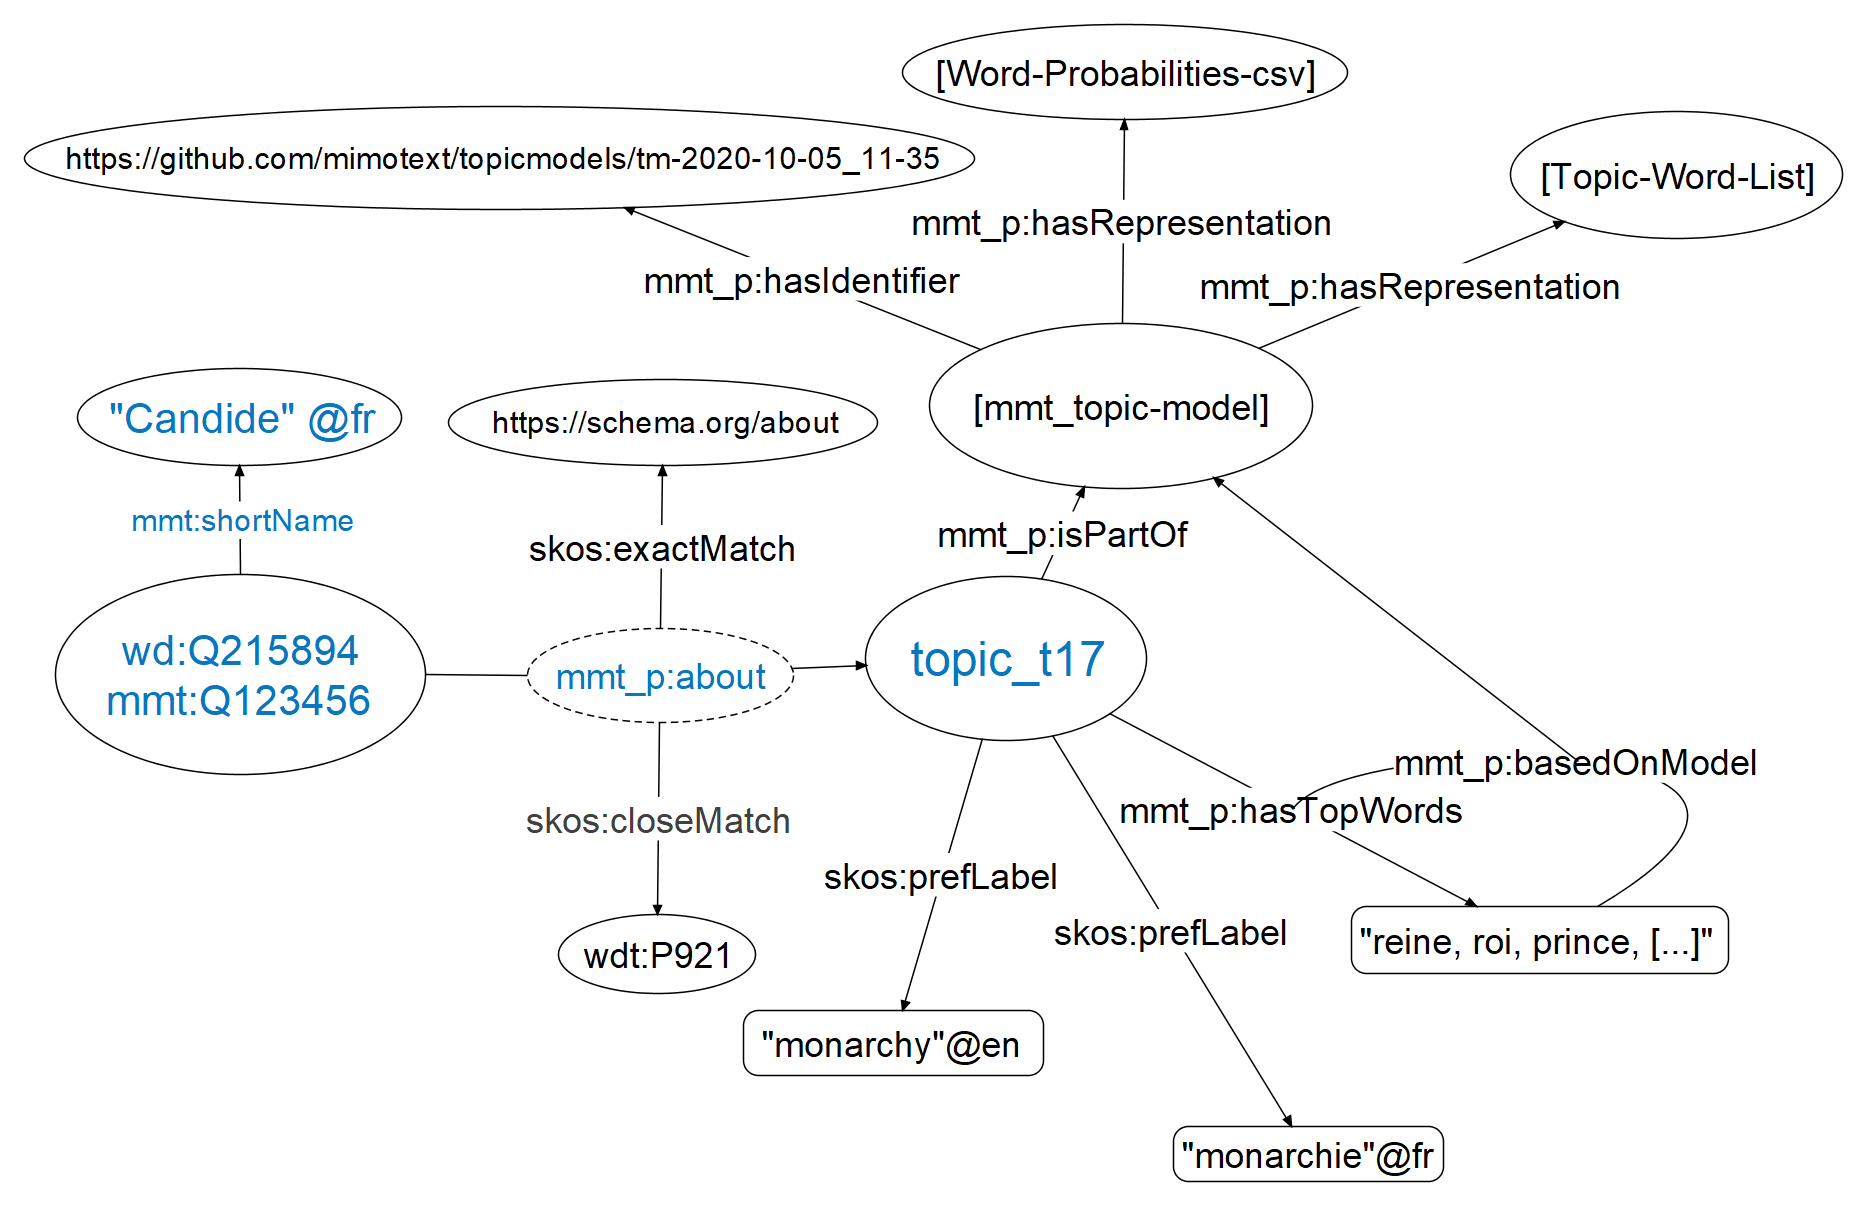 [Word-Probabilities-csv]
https://github.com/mimotext/topicmodels/tm-2020-10-05_11-35
[Topic-Word-List]
mmt_p:hasRepresentation
mmt_p:hasIdentifier
mmt_p:hasRepresentation
[mmt_topic-model]
"Candide" @fr
https://schema.org/about
mmt:shortName
skos:exactMatch
mmt_p:isPartOf
wd:Q215894
mmt:Q123456
mmt_p:about
topic_t17
mmt_p:basedOnModel
mmt_p:hasTopWords
skos:closeMatch
skos:prefLabel
skos:prefLabel
"reine, roi, prince, [...]"
wdt:P921
"monarchy"@en
"monarchie"@fr